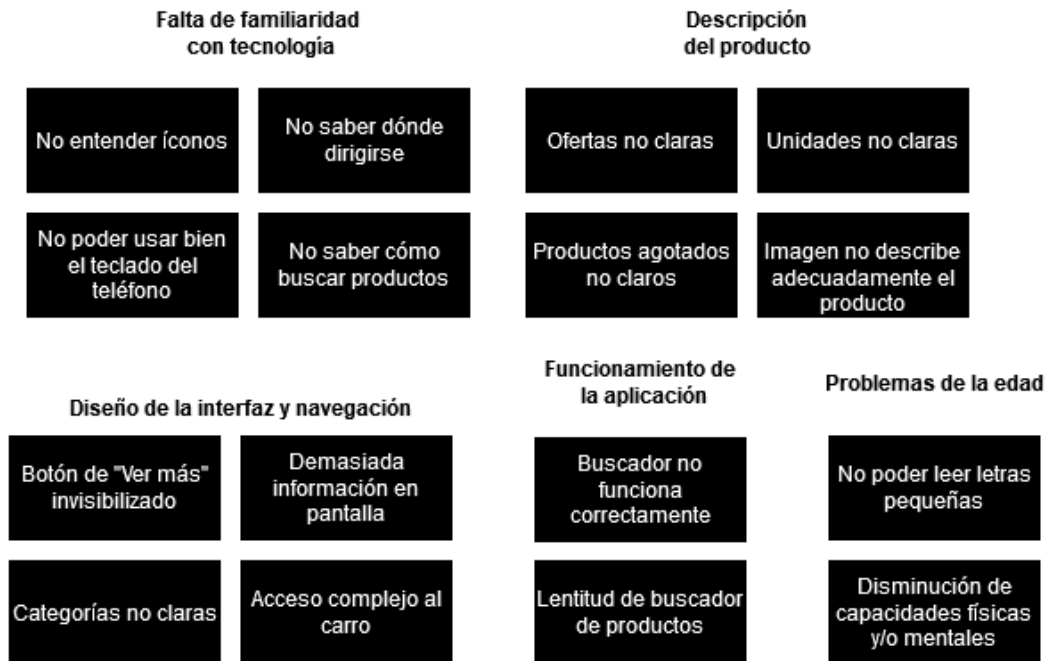 Falta de familiaridad
con tecnología
No entender íconos
No saber dónde
dirigirse
No poder usar bien
el teclado del
teléfono
No saber cómo
buscar productos
Descripción
del producto
Ofertas no claras
Unidades no claras
Productos agotados
no claros
Imagen no describe
adecuadamente el
producto
Diseño de la interfaz y navegación
Botón de "Ver más"
invisibilizado
Demasiada
información en
pantalla
Categorías no claras
Acceso complejo al
carro
Funcionamiento de
la aplicación
Buscador no
funciona
correctamente
Lentitud de buscador
de productos
Problemas de la edad
No poder leer letras
pequeñas
Disminución de
capacidades físicas
y/o mentales